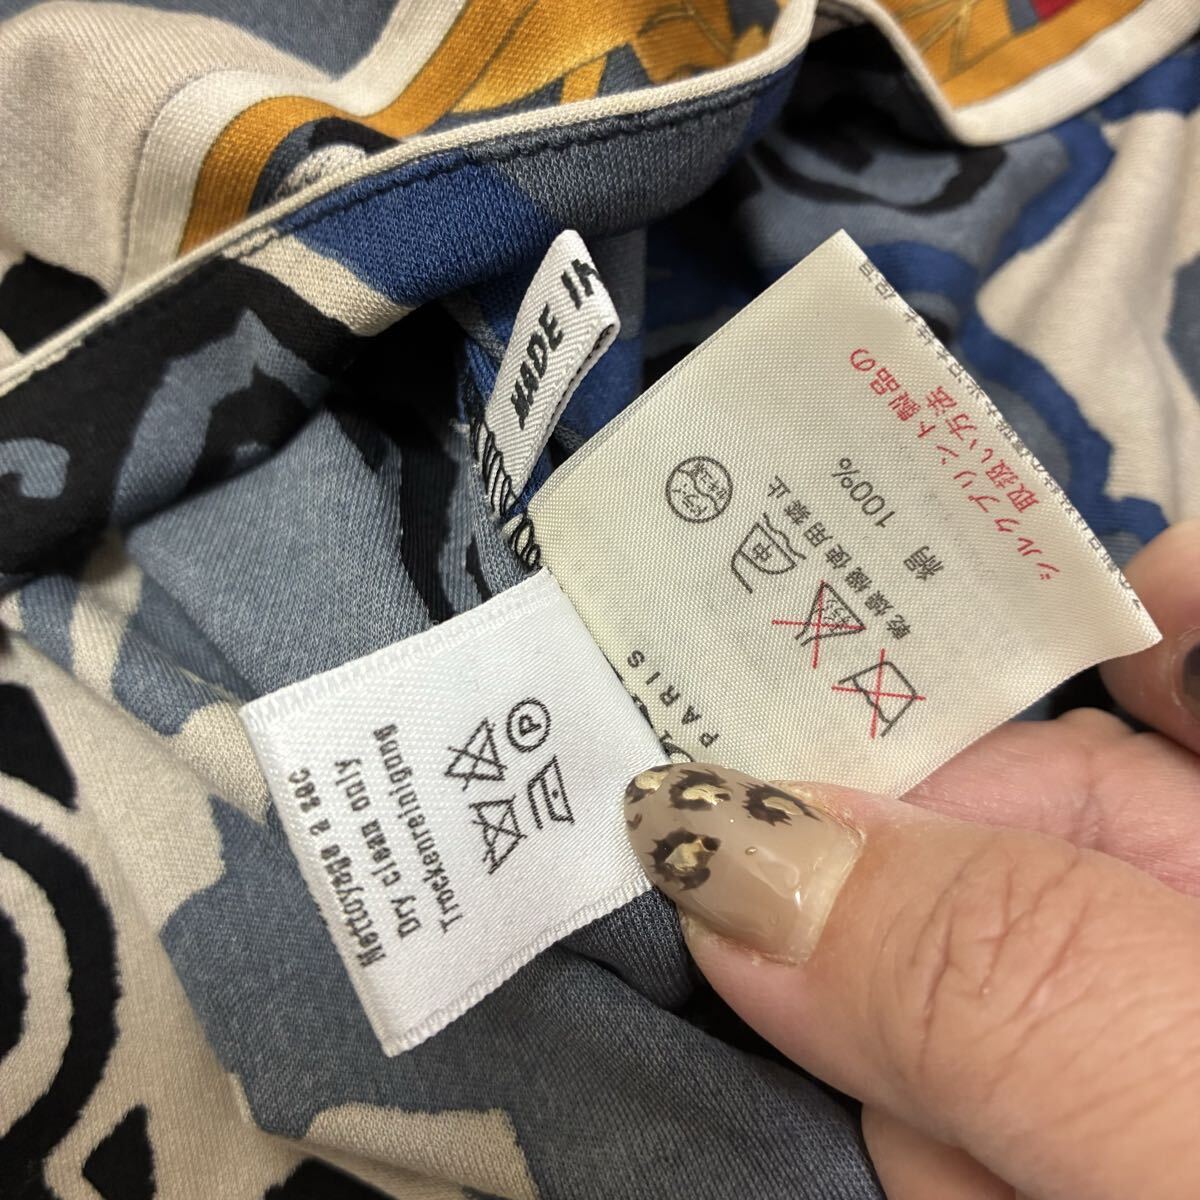 MADE IN
シルクプリント製品の
取扱い方法
絹 100%
乾燥機使用禁止
中
PARIS
P
Nettoyage a sec
Dry clean only
Trockenreinigung